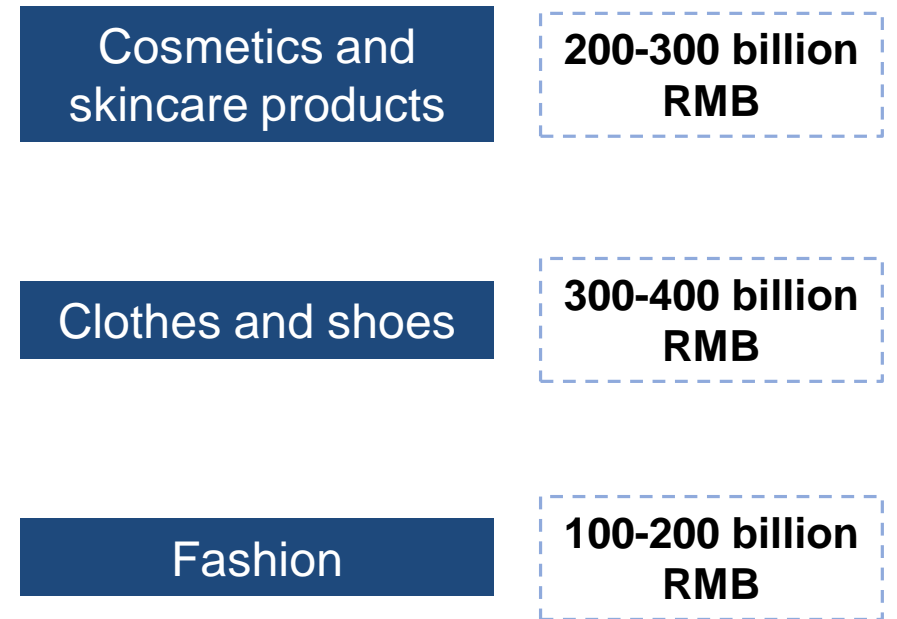 Cosmetics and
skincare products
200-300 billion
RMB
Clothes and shoes
300-400 billion
RMB
Fashion
100-200 billion
RMB